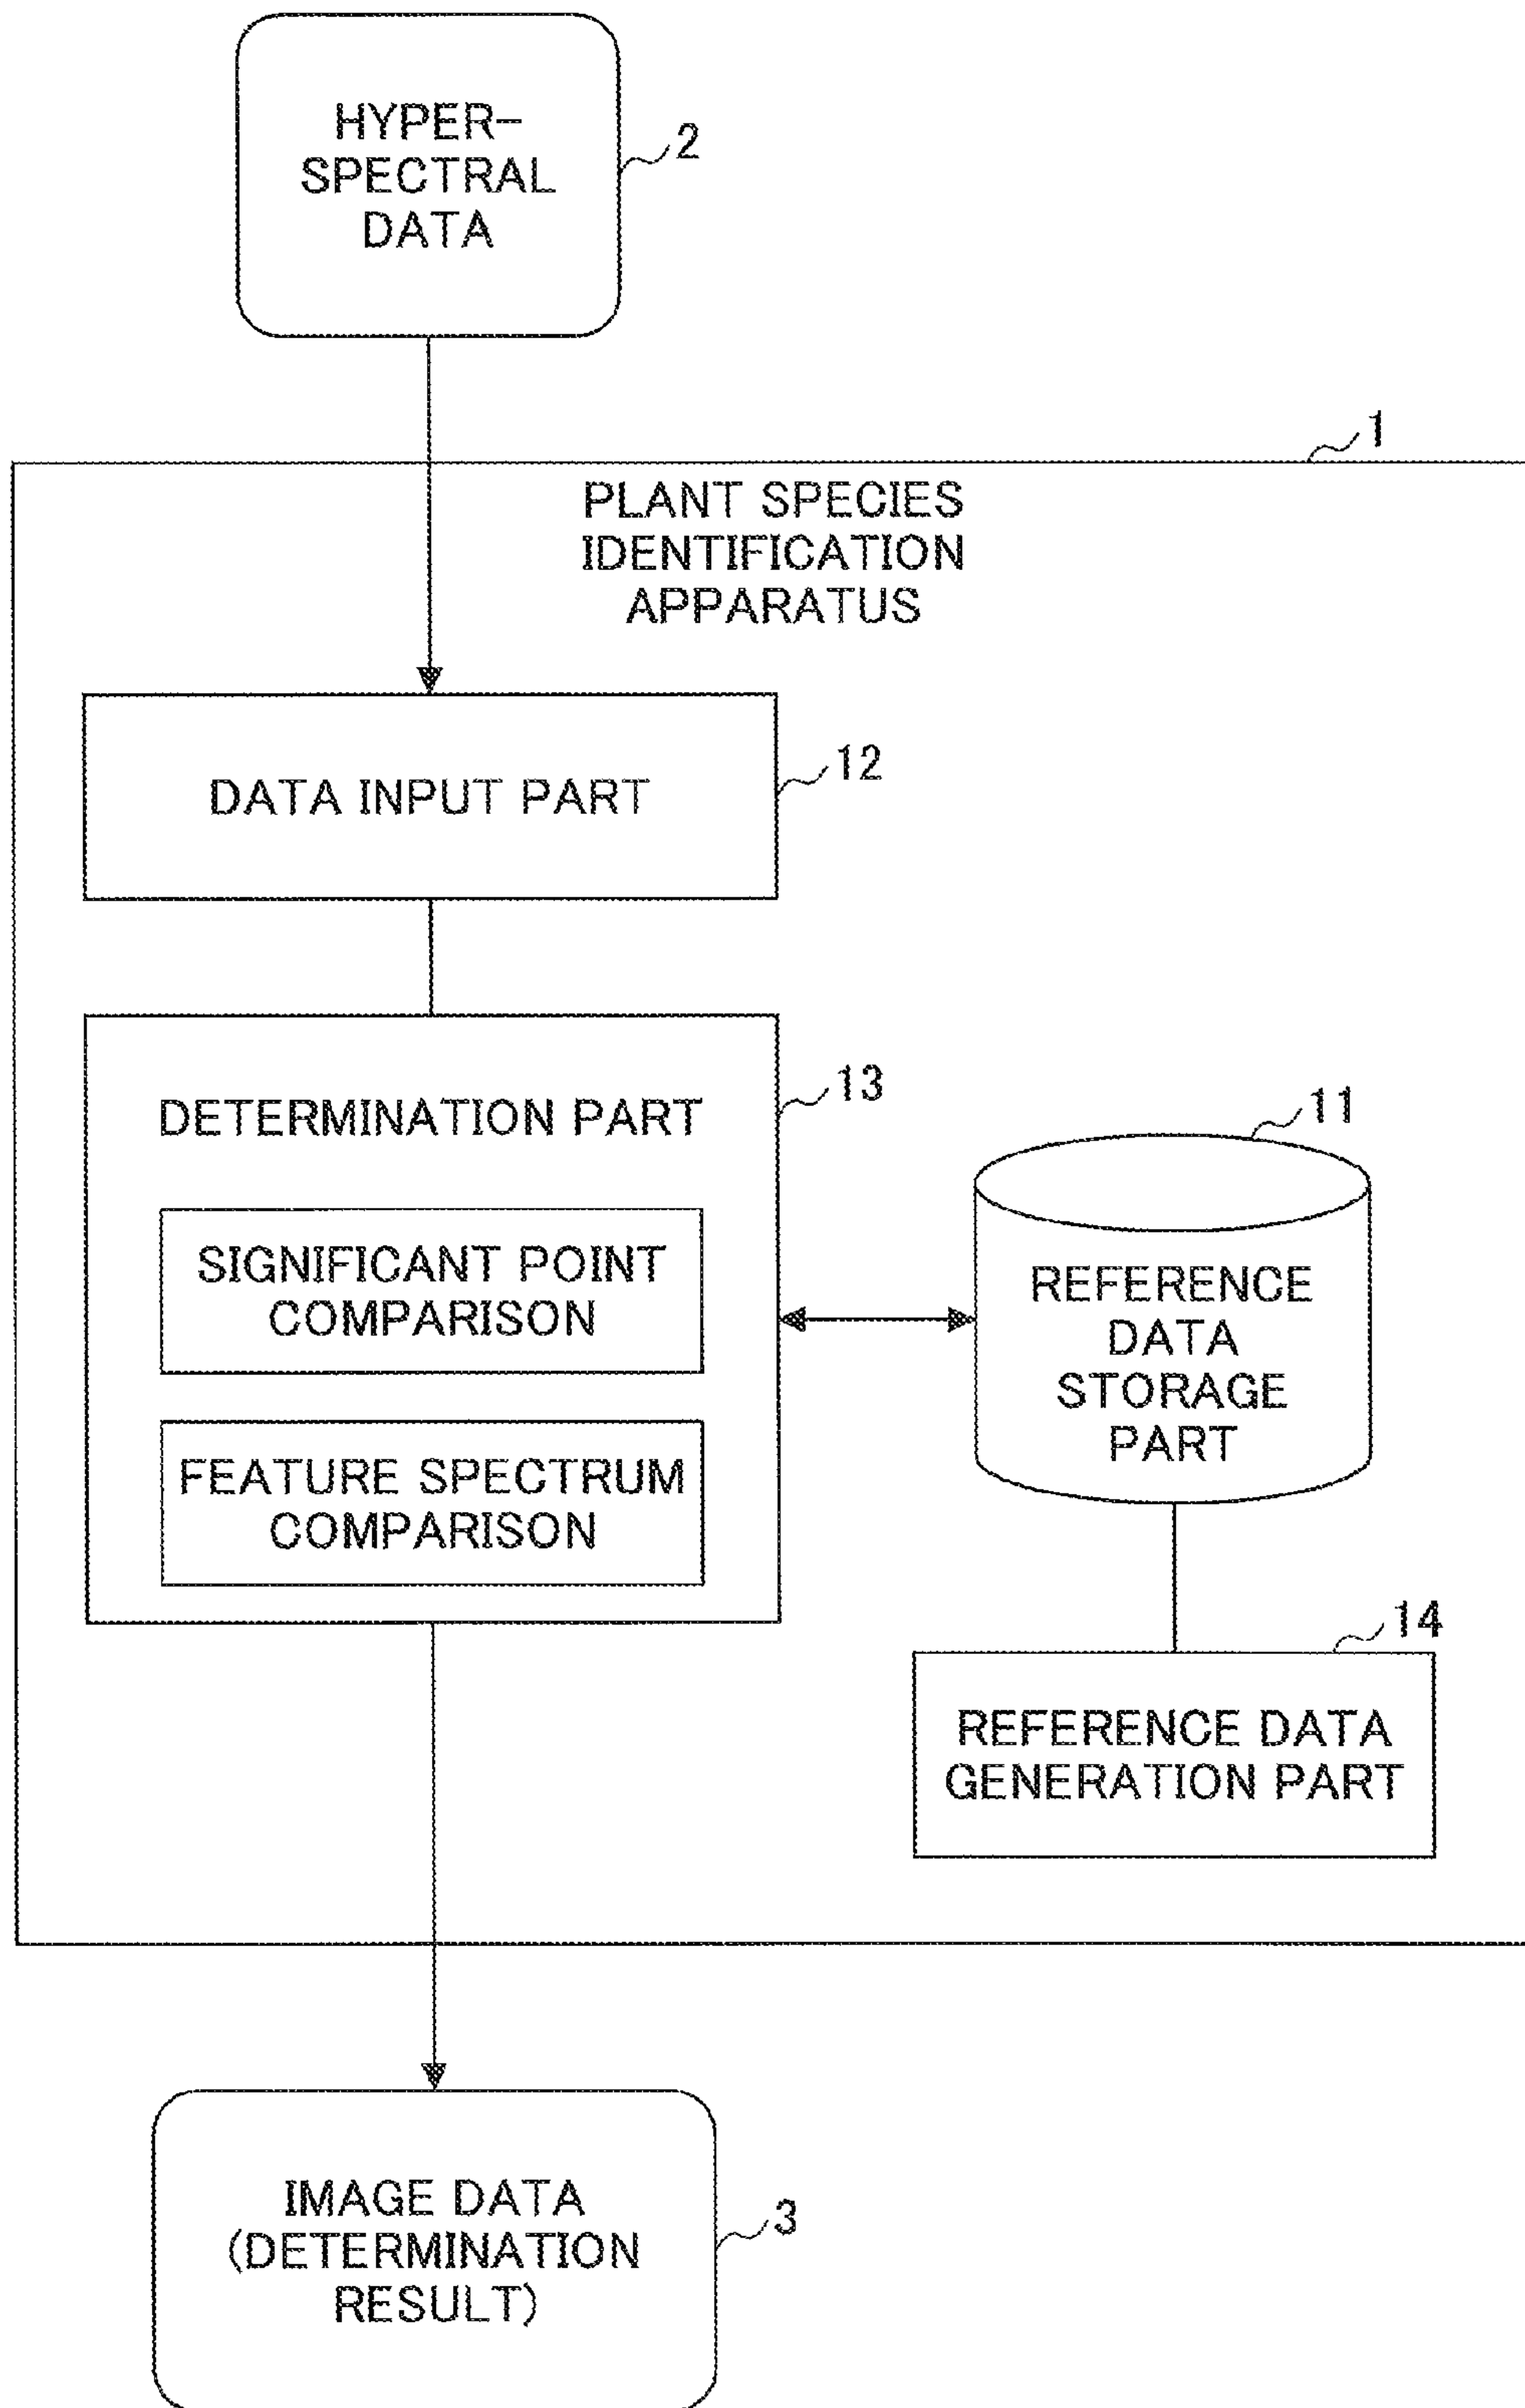 HYPER-
SPECTRAL
DATA
2
1
PLANT SPECIES
IDENTIFICATION
APPARATUS
DATA INPUT PART
12
DETERMINATION PART
13
SIGNIFICANT POINT
COMPARISON
FEATURE SPECTRUM
COMPARISON
11
REFERENCE
DATA
STORAGE
PART
14
REFERENCE DATA
GENERATION PART
IMAGE DATA
(DETERMINATION
RESULT)
3